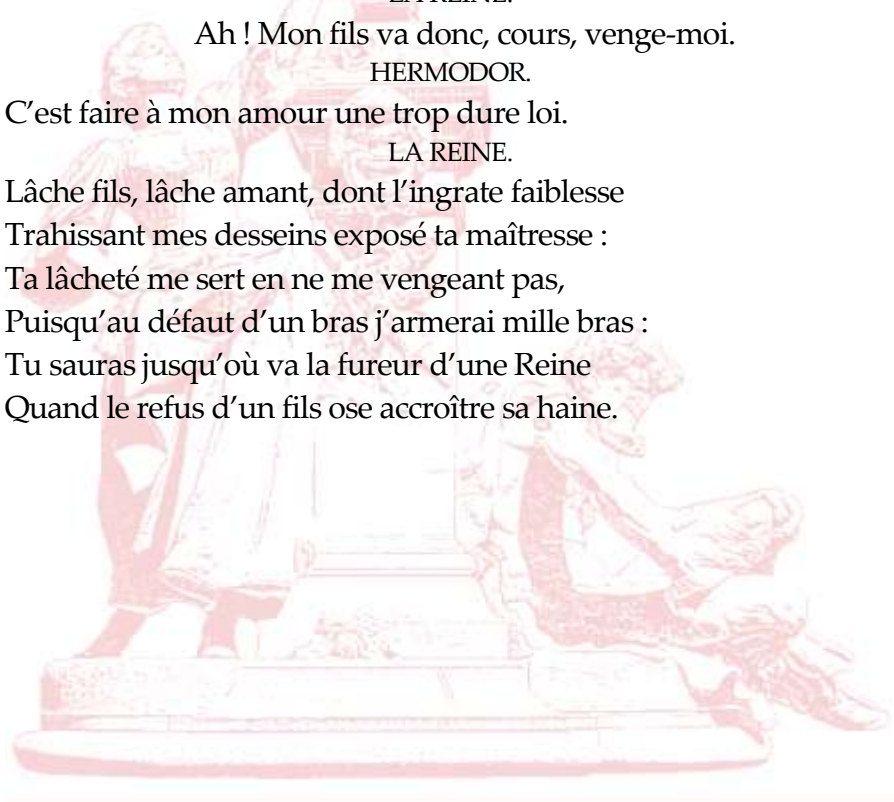 LA REINE.
Ah ! Mon fils va donc, cours, venge-moi.
HERMODOR.
C’est faire à mon amour une trop dure loi.
LA REINE.
Lâche fils, lâche amant, dont l’ingrate faiblesse
Trahissant mes desseins exposé ta maîtresse :
Ta lâcheté me sert en ne me vengeant pas,
Puisqu’au défaut d’un bras j’armerai mille bras :
Tu sauras jusqu’où va la fureur d’une Reine
Quand le refus d’un fils ose accroître sa haine.